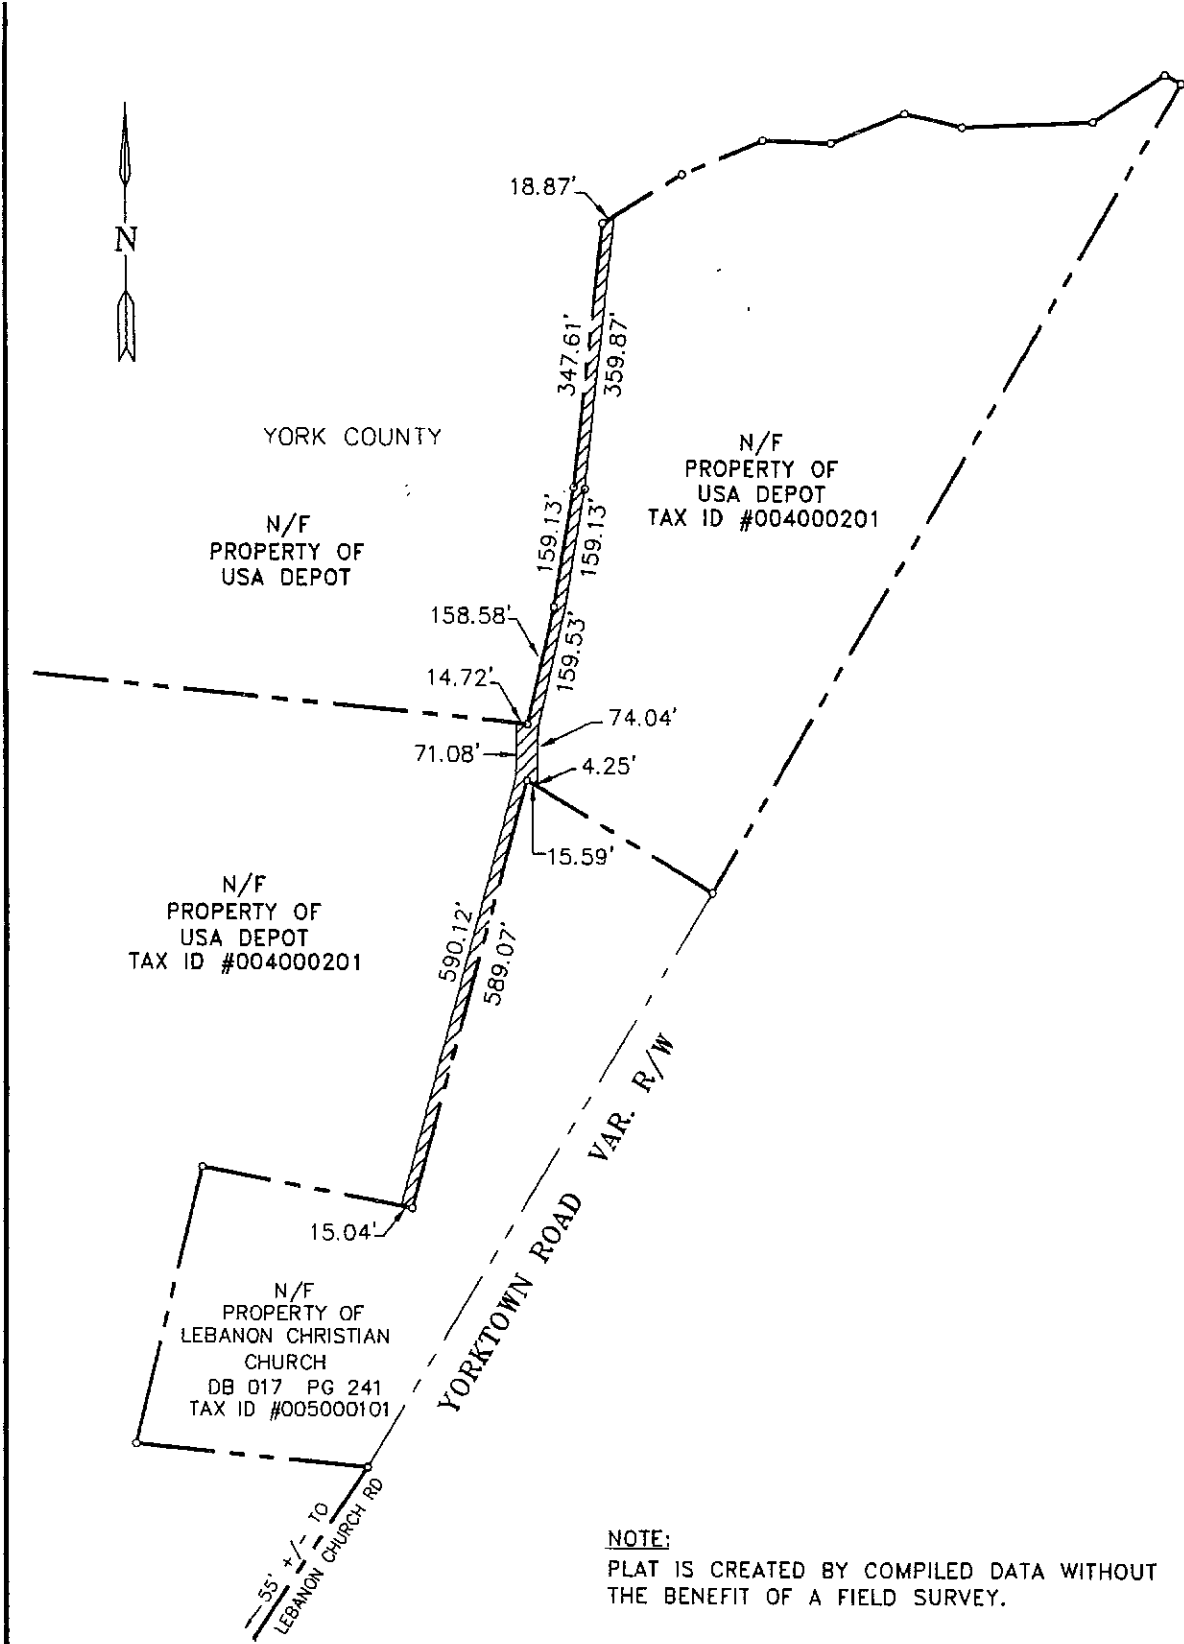 18.87'
N
347.61'
359.87'
YORK COUNTY
N/F
PROPERTY OF
USA DEPOT
TAX ID #004000201
N/F
PROPERTY OF
USA DEPOT
159.13'
159.13'
158.58'
159.53'
14.72'
74.04'
71.08'
4.25'
15.59'
N/F
PROPERTY OF
USA DEPOT
TAX ID #004000201
590.12'
589.07'
YORKTOWN ROAD VAR. R/W
15.04'
N/F
PROPERTY OF
LEBANON CHRISTIAN
CHURCH
DB 017 PG 241
TAX ID #005000101
55' +/- TO
LEBANON CHURCH RD
NOTE:
PLAT IS CREATED BY COMPILED DATA WITHOUT
THE BENEFIT OF A FIELD SURVEY.